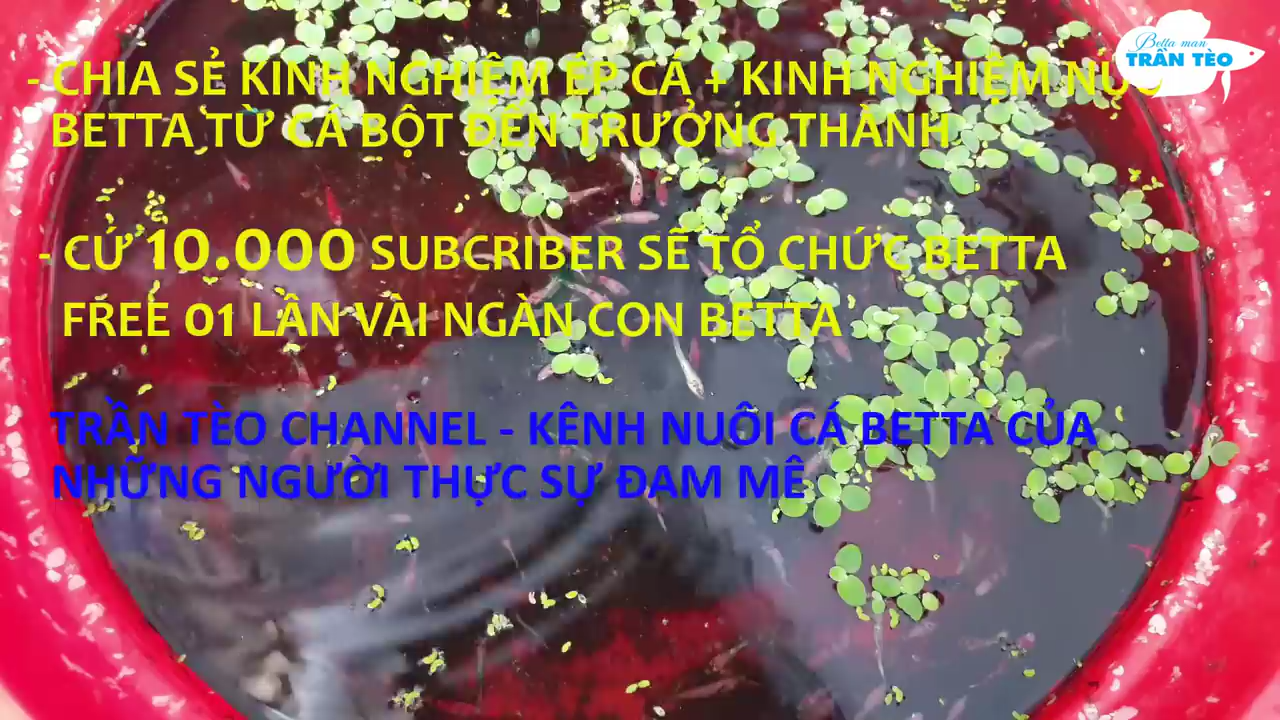 Betta man
TRẦN TÈO
- CHIA SẺ KINH NGHIỆM ÉP CÁ + KINH NGHIỆM
BETTA TỪ CÁ BỘT ĐẾN TRƯỞNG THÀNH
- CỨ 10.000 SUBCRIBER SẼ TỔ CHỨC BETTA
FREE 01 LẦN VÀI NGÀN CON BETTA
TRẦN TÈO CHANNEL - KÊNH NUÔI CÁ BETTA CỦA
NHỮNG NGƯỜI THỰC SỰ ĐAM MÊ